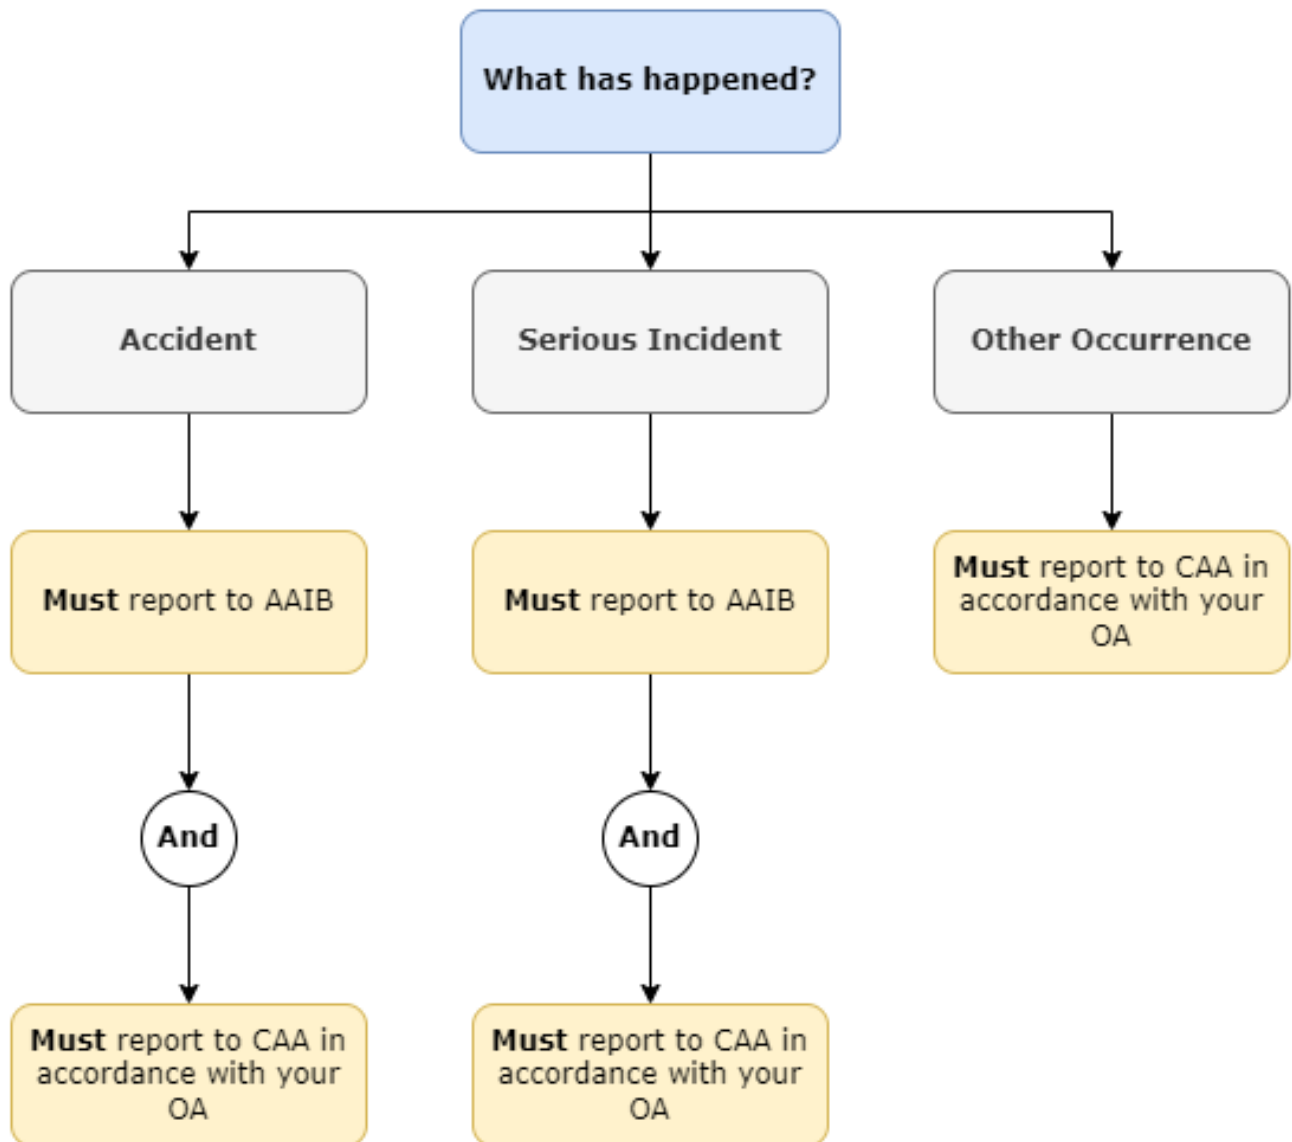 What has happened?
Accident
Serious Incident
Other Occurrence
Must report to AAIB
Must report to AAIB
Must report to CAA in
accordance with your
OA
And
And
Must report to CAA in
accordance with your
OA
Must report to CAA in
accordance with your
OA